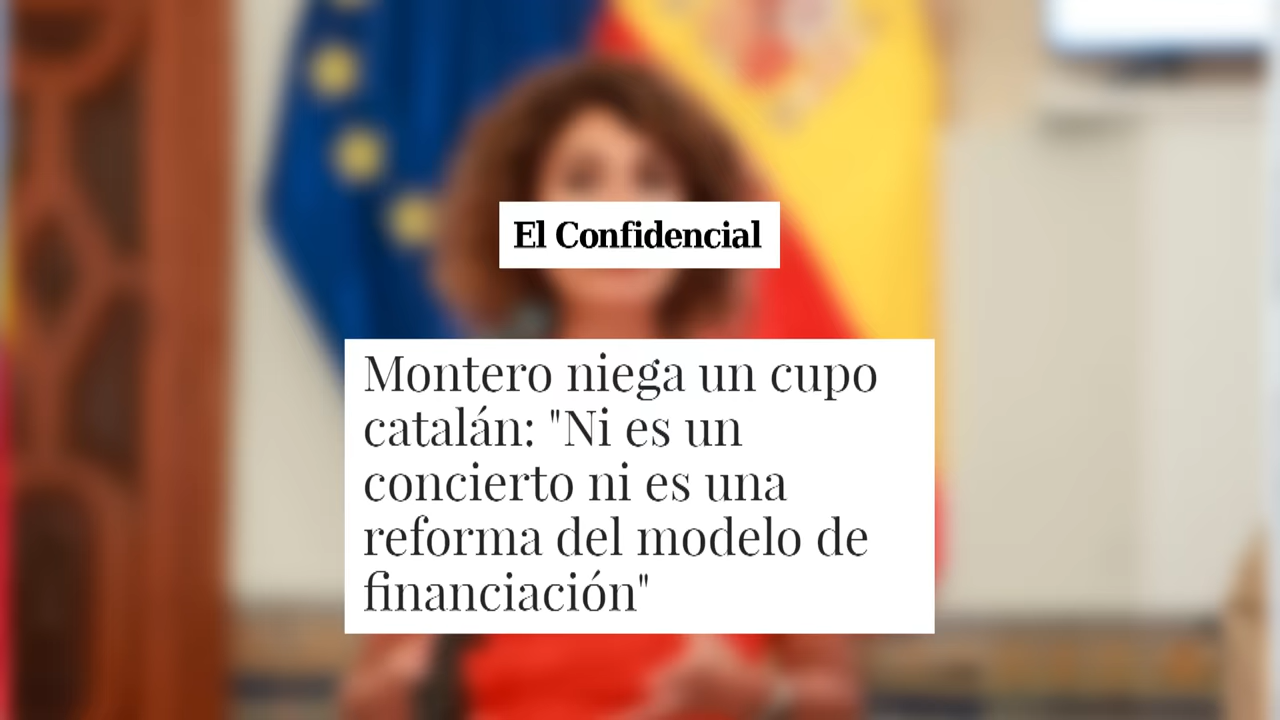 El Confidencial
Montero niega un cupo
catalán: "Ni es un
concierto ni es una
reforma del modelo de
financiación"